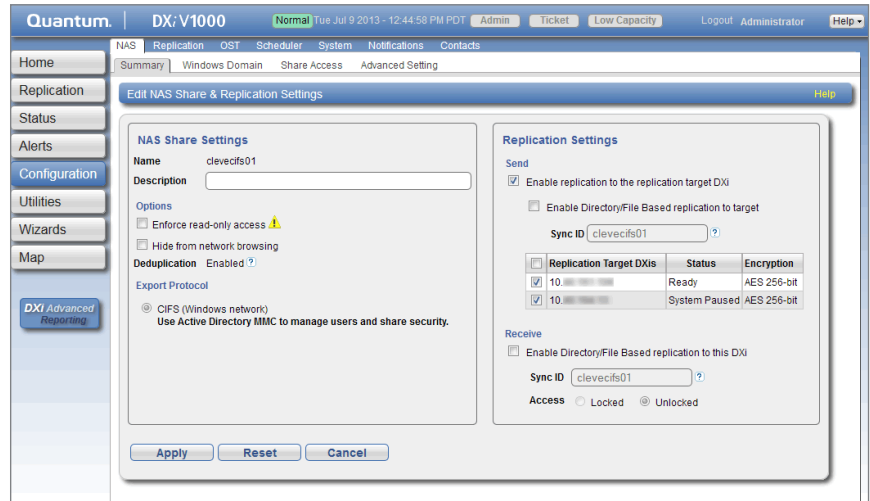 Quantum. DXi V1000 Normal Tue Jul 9 2013 - 12:44:58 PM PDT Admin Ticket Low Capacity Logout Administrator Help
NAS Replication OST Scheduler System Notifications Contacts
Summary Windows Domain Share Access Advanced Setting
Home
Replication
Status
Alerts
Configuration
Utilities
Wizards
Map
DXi Advanced
Reporting
Edit NAS Share & Replication Settings Help
NAS Share Settings
Name clevecifs01
Description
Options
Enforce read-only access
Hide from network browsing
Deduplication Enabled ?
Export Protocol
CIFS (Windows network)
Use Active Directory MMC to manage users and share security.
Replication Settings
Send
Enable replication to the replication target DXi
Enable Directory/File Based replication to target
Sync ID clevecifs01 ?
Replication Target DXis Status Encryption
10. Ready AES 256-bit
10. System Paused AES 256-bit
Receive
Enable Directory/File Based replication to this DXi
Sync ID clevecifs01 ?
Access Locked Unlocked
Apply Reset Cancel